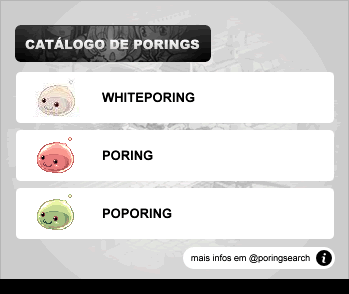 CATÁLOGO DE PORINGS
WHITEPORING
PORING
POPORING
mais infos em @poringsearch i